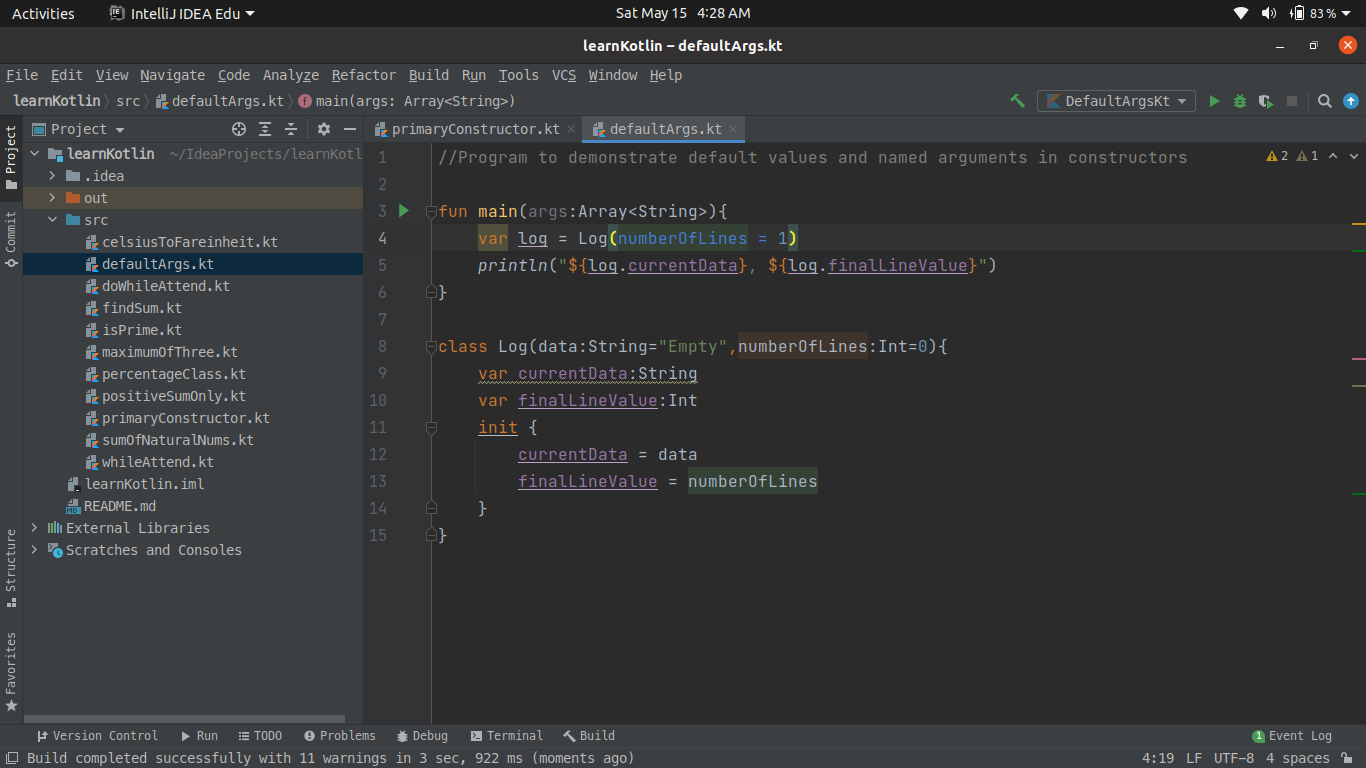 Activities IntelliJ IDEA Edu Sat May 15 4:28 AM 83 %
learnKotlin – defaultArgs.kt
File Edit View Navigate Code Analyze Refactor Build Run Tools VCS Window Help
learnKotlin src defaultArgs.kt main(args: Array<String>) DefaultArgsKt
Project
Commit
Structure
Favorites
Project
learnKotlin ~/IdeaProjects/learnKotl
.idea
out
src
celsiusToFareinheit.kt
defaultArgs.kt
doWhileAttend.kt
findSum.kt
isPrime.kt
maximumOfThree.kt
percentageClass.kt
positiveSumOnly.kt
primaryConstructor.kt
sumOfNaturalNums.kt
whileAttend.kt
learnKotlin.iml
README.md
External Libraries
Scratches and Consoles
primaryConstructor.kt defaultArgs.kt
2 1
1 //Program to demonstrate default values and named arguments in constructors
2
3 fun main(args:Array<String>){
4 var log = Log(numberOfLines = 1)
5 println("${log.currentData}, ${log.finalLineValue}")
6 }
7
8 class Log(data:String="Empty",numberOfLines:Int=0){
9 var currentData:String
10 var finalLineValue:Int
11 init {
12 currentData = data
13 finalLineValue = numberOfLines
14 }
15 }
Version Control Run TODO Problems Debug Terminal Build 1 Event Log
Build completed successfully with 11 warnings in 3 sec, 922 ms (moments ago) 4:19 LF UTF-8 4 spaces